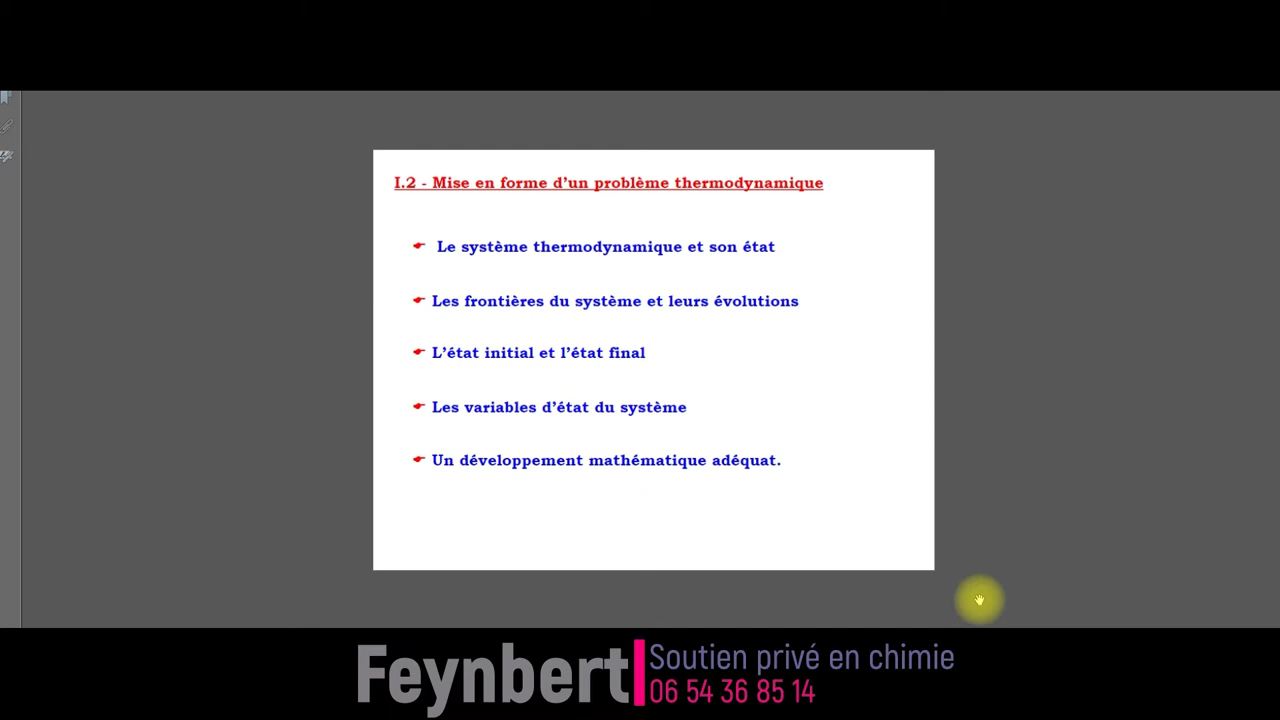 I.2 - Mise en forme d’un problème thermodynamique
Le système thermodynamique et son état
Les frontières du système et leurs évolutions
L’état initial et l’état final
Les variables d’état du système
Un développement mathématique adéquat.
Feynbert
Soutien privé en chimie
06 54 36 85 14